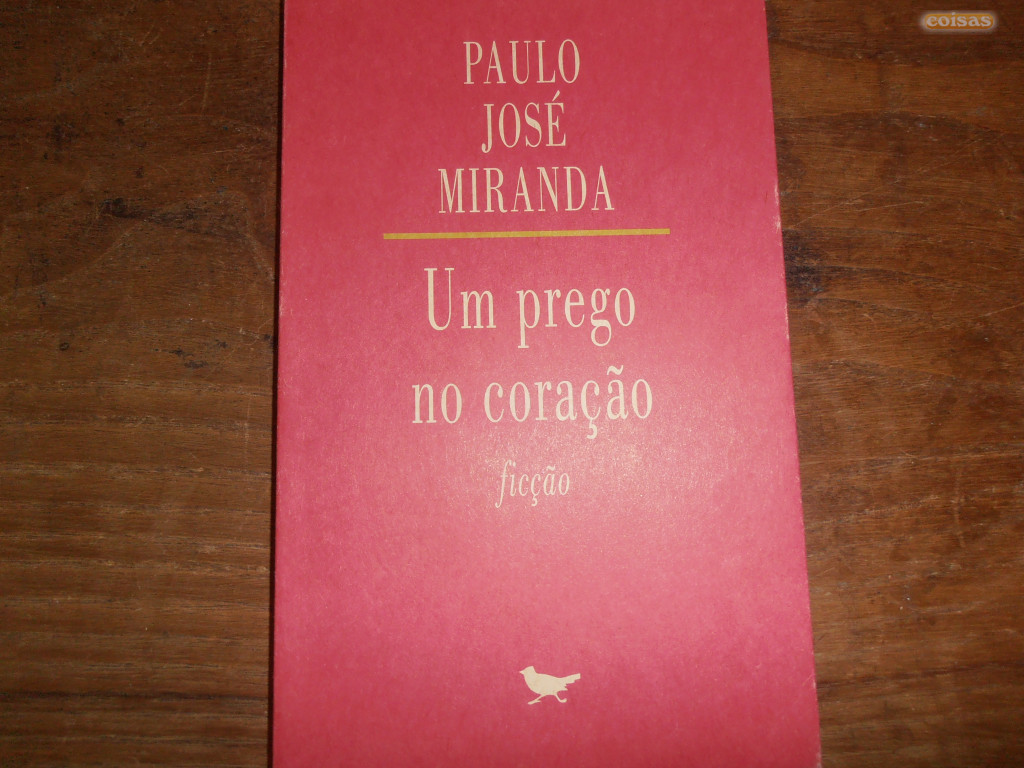 coisas
PAULO
JOSÉ
MIRANDA
Um prego
no coração
ficção